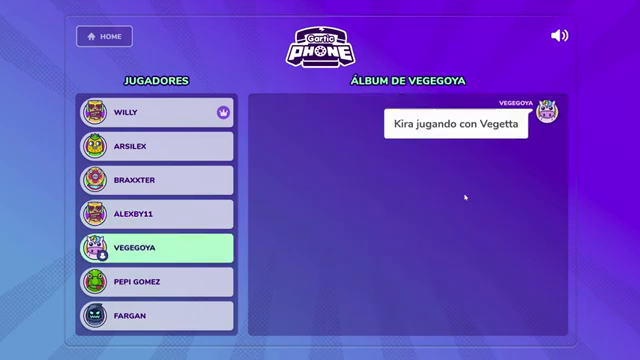 HOME
Gartic
PHONE
JUGADORES
ÁLBUM DE VEGEGOYA
WILLY
ARSILEX
BRAXXTER
ALEXBY11
VEGEGOYA
PEPI GOMEZ
FARGAN
VEGEGOYA
Kira jugando con Vegetta